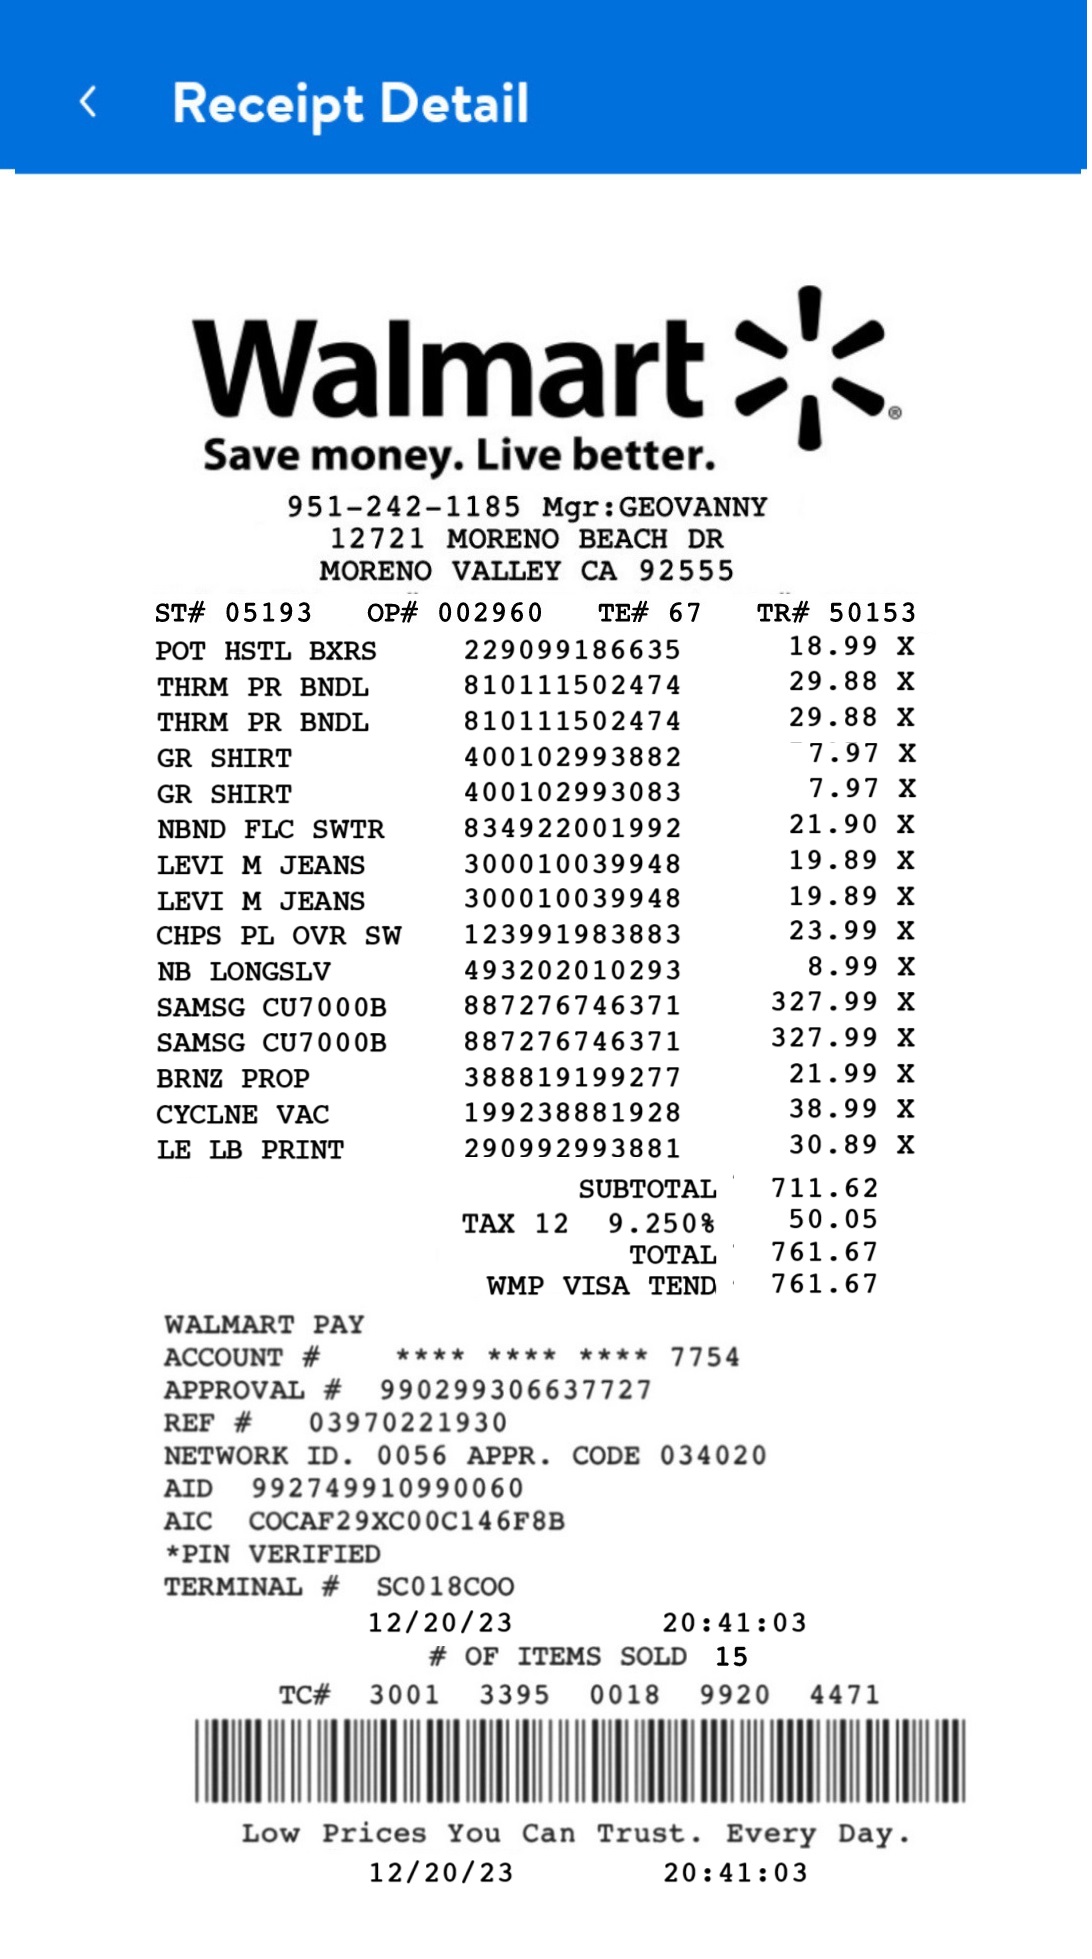 Receipt Detail
Walmart
Save money. Live better.
951-242-1185 Mgr:GEOVANNY
12721 MORENO BEACH DR
MORENO VALLEY CA 92555
ST# 05193 OP# 002960 TE# 67 TR# 50153
POT HSTL BXRS 229099186635 18.99 X
THRM PR BNDL 810111502474 29.88 X
THRM PR BNDL 810111502474 29.88 X
GR SHIRT 400102993882 7.97 X
GR SHIRT 400102993083 7.97 X
NBND FLC SWTR 834922001992 21.90 X
LEVI M JEANS 300010039948 19.89 X
LEVI M JEANS 300010039948 19.89 X
CHPS PL OVR SW 123991983883 23.99 X
NB LONGSLV 493202010293 8.99 X
SAMSG CU7000B 887276746371 327.99 X
SAMSG CU7000B 887276746371 327.99 X
BRNZ PROP 388819199277 21.99 X
CYCLNE VAC 199238881928 38.99 X
LE LB PRINT 290992993881 30.89 X
SUBTOTAL 711.62
TAX 12 9.250% 50.05
TOTAL 761.67
WMP VISA TEND 761.67
WALMART PAY
ACCOUNT # **** **** **** 7754
APPROVAL # 990299306637727
REF # 03970221930
NETWORK ID. 0056 APPR. CODE 034020
AID 992749910990060
AIC COCAF29XC00C146F8B
*PIN VERIFIED
TERMINAL # SC018COO
12/20/23 20:41:03
# OF ITEMS SOLD 15
TC# 3001 3395 0018 9920 4471
Low Prices You Can Trust. Every Day.
12/20/23 20:41:03